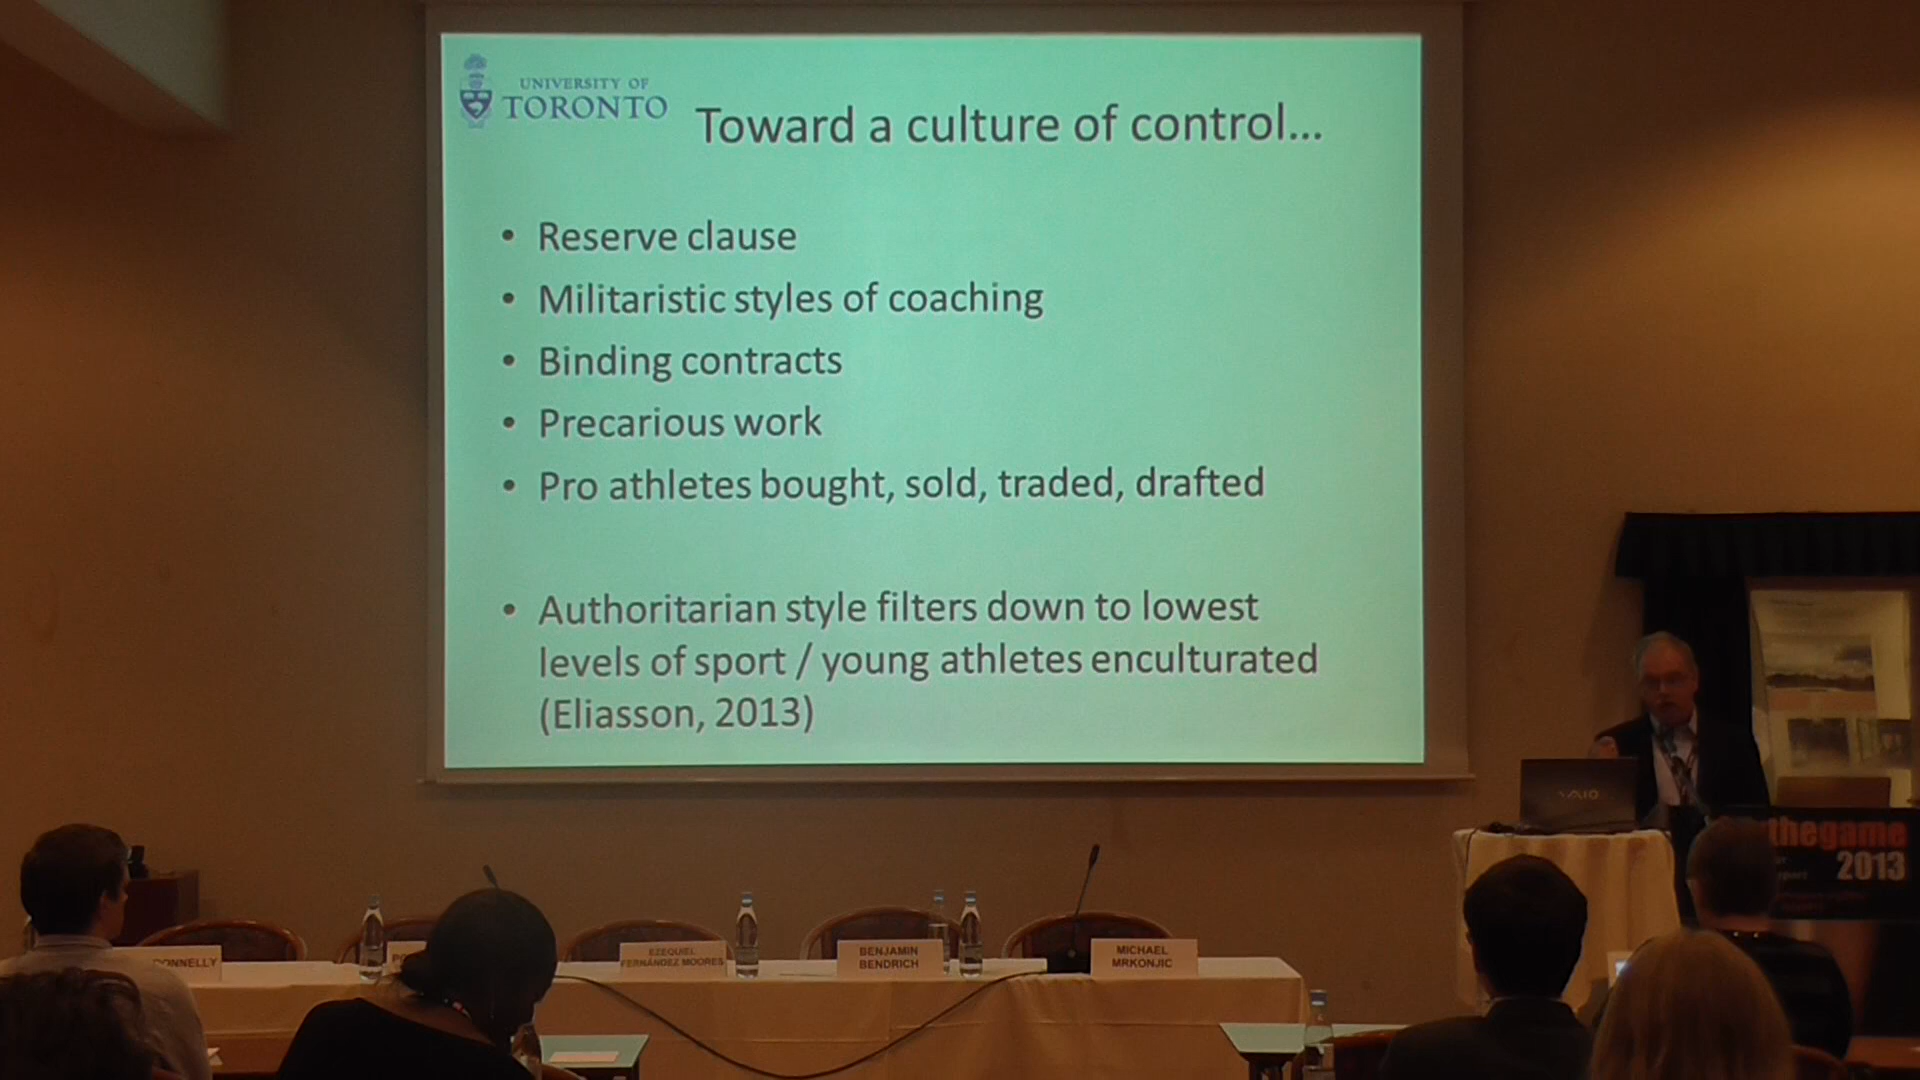 UNIVERSITY OF
TORONTO
Toward a culture of control...
• Reserve clause
• Militaristic styles of coaching
• Binding contracts
• Precarious work
• Pro athletes bought, sold, traded, drafted
• Authoritarian style filters down to lowest
levels of sport / young athletes enculturated
(Eliasson, 2013)
VAIO
thegame
2013
EZEQUIEL
FERNÁNDEZ MOORES
BENJAMIN
BENDRICH
MICHAEL
MRKONJIC